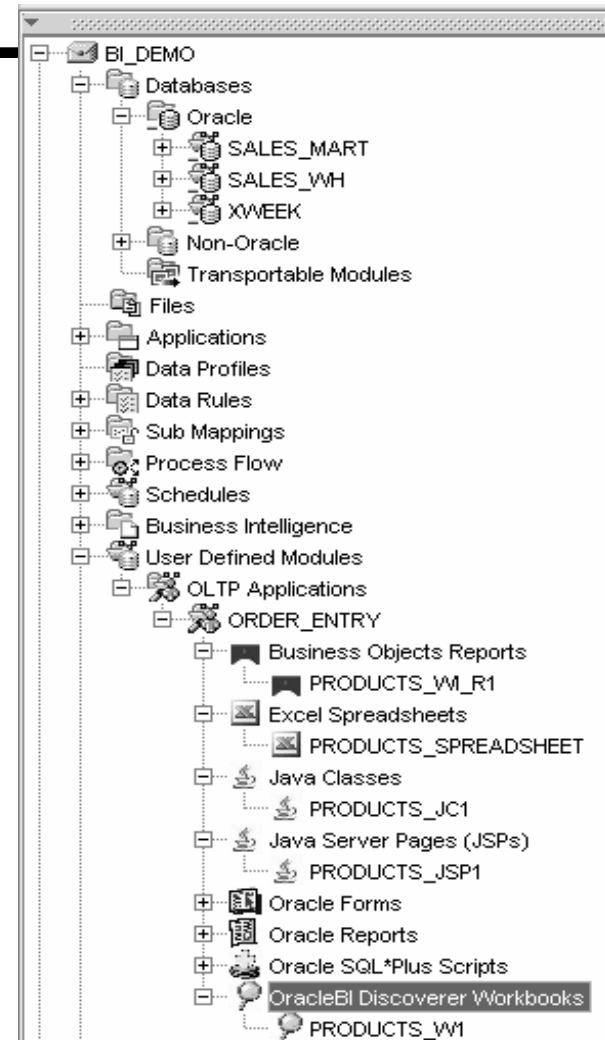 BI_DEMO
Databases
Oracle
SALES_MART
SALES_WH
XWEEK
Non-Oracle
Transportable Modules
Files
Applications
Data Profiles
Data Rules
Sub Mappings
Process Flow
Schedules
Business Intelligence
User Defined Modules
OLTP Applications
ORDER_ENTRY
Business Objects Reports
PRODUCTS_WI_R1
Excel Spreadsheets
PRODUCTS_SPREADSHEET
Java Classes
PRODUCTS_JC1
Java Server Pages (JSPs)
PRODUCTS_JSP1
Oracle Forms
Oracle Reports
Oracle SQL*Plus Scripts
OracleBI Discoverer Workbooks
PRODUCTS_W1